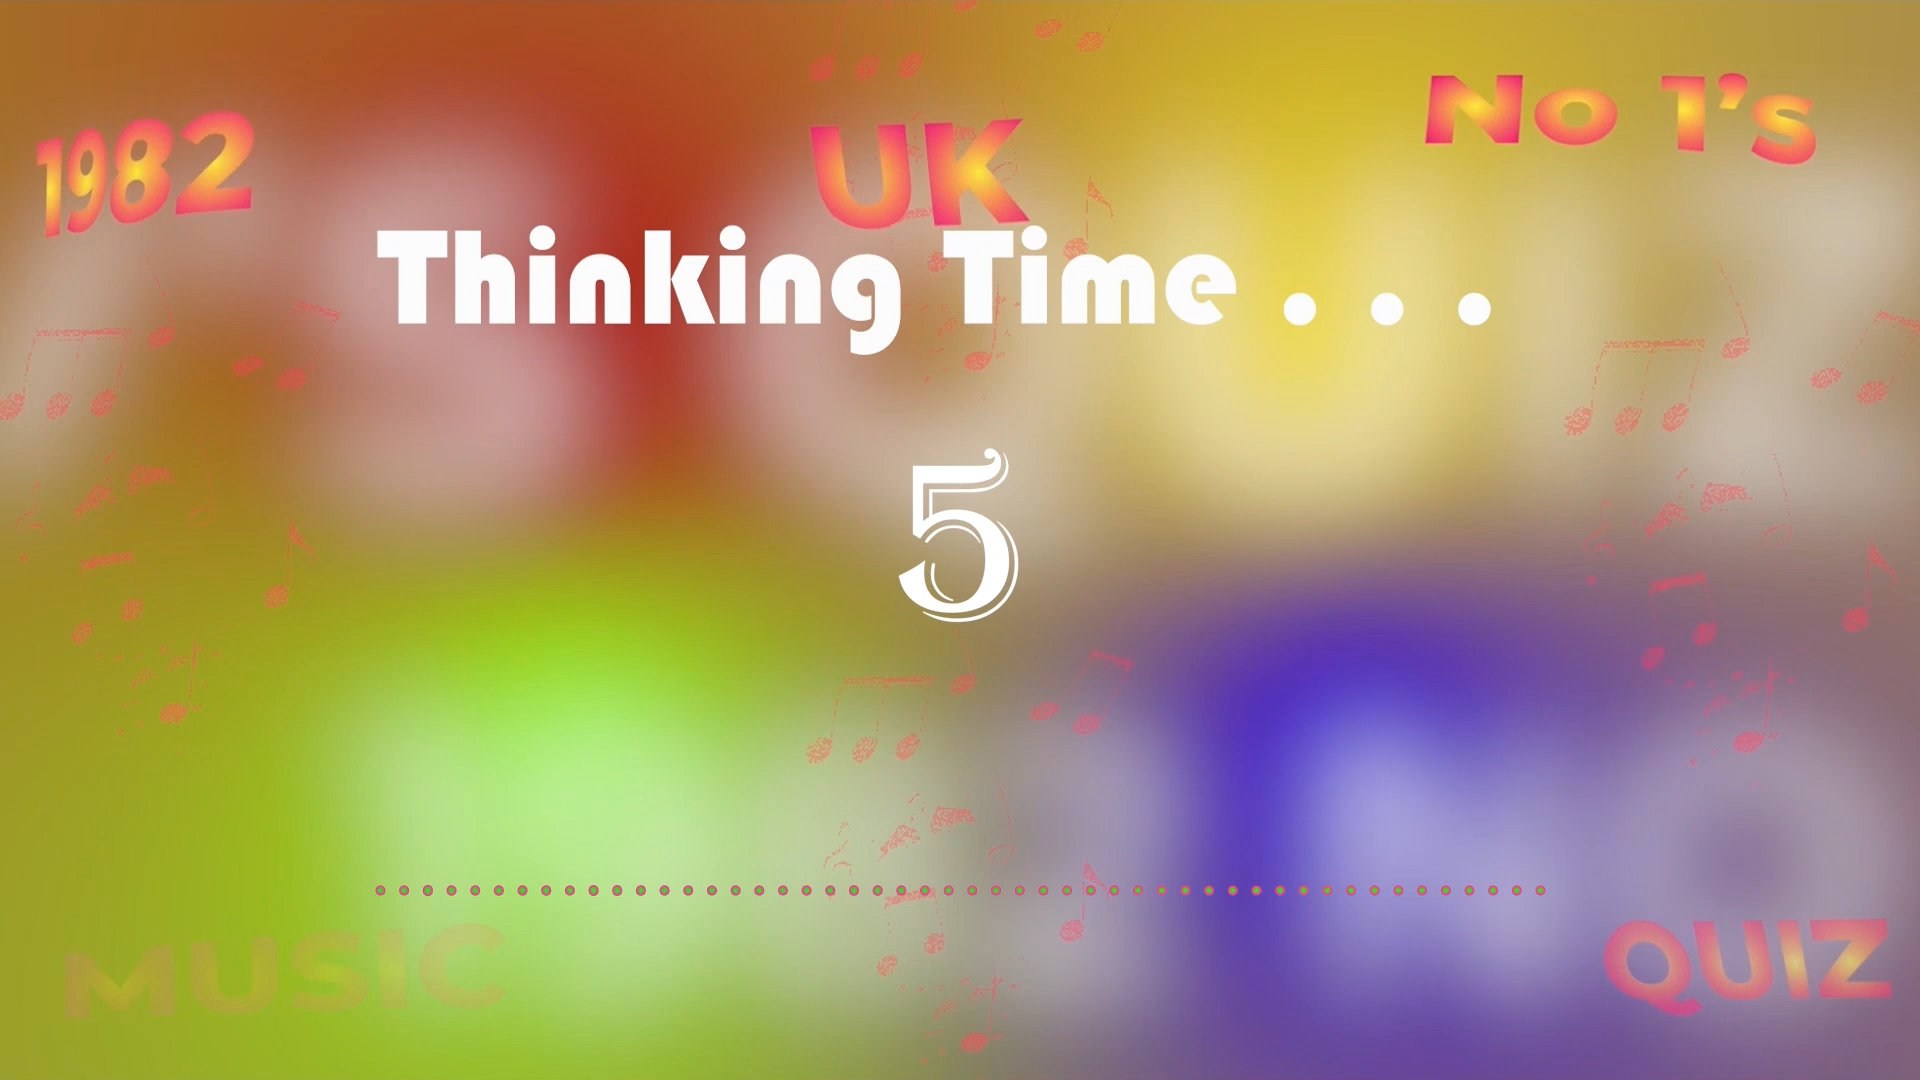 1982
UK
No 1's
Thinking Time . . .
5
MUSIC
QUIZ